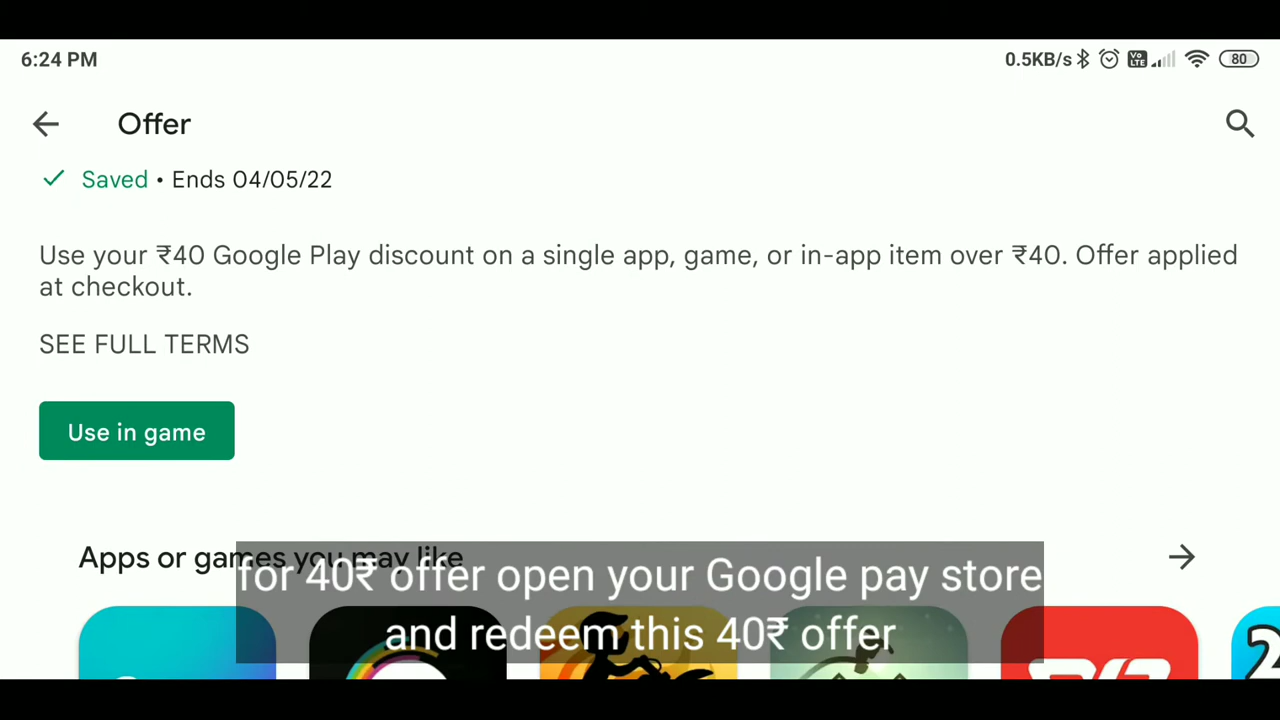 6:24 PM
0.5KB/s Vo LTE 80
Offer
Saved • Ends 04/05/22
Use your ₹40 Google Play discount on a single app, game, or in-app item over ₹40. Offer applied
at checkout.
SEE FULL TERMS
Use in game
Apps or games you may like
for 40₹ offer open your Google pay store
and redeem this 40₹ offer